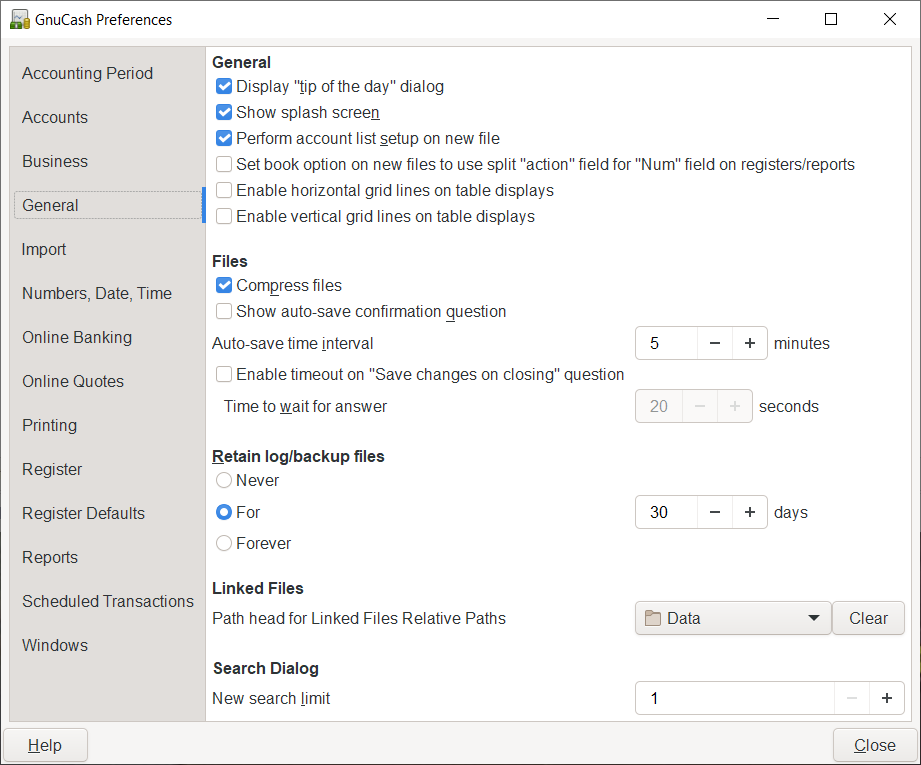 GnuCash Preferences
Accounting Period
Accounts
Business
General
Import
Numbers, Date, Time
Online Banking
Online Quotes
Printing
Register
Register Defaults
Reports
Scheduled Transactions
Windows
General
Display "tip of the day" dialog
Show splash screen
Perform account list setup on new file
Set book option on new files to use split "action" field for "Num" field on registers/reports
Enable horizontal grid lines on table displays
Enable vertical grid lines on table displays
Files
Compress files
Show auto-save confirmation question
Auto-save time interval 5 − + minutes
Enable timeout on "Save changes on closing" question
Time to wait for answer 20 − + seconds
Retain log/backup files
Never
For 30 − + days
Forever
Linked Files
Path head for Linked Files Relative Paths Data Clear
Search Dialog
New search limit 1 − +
Help Close